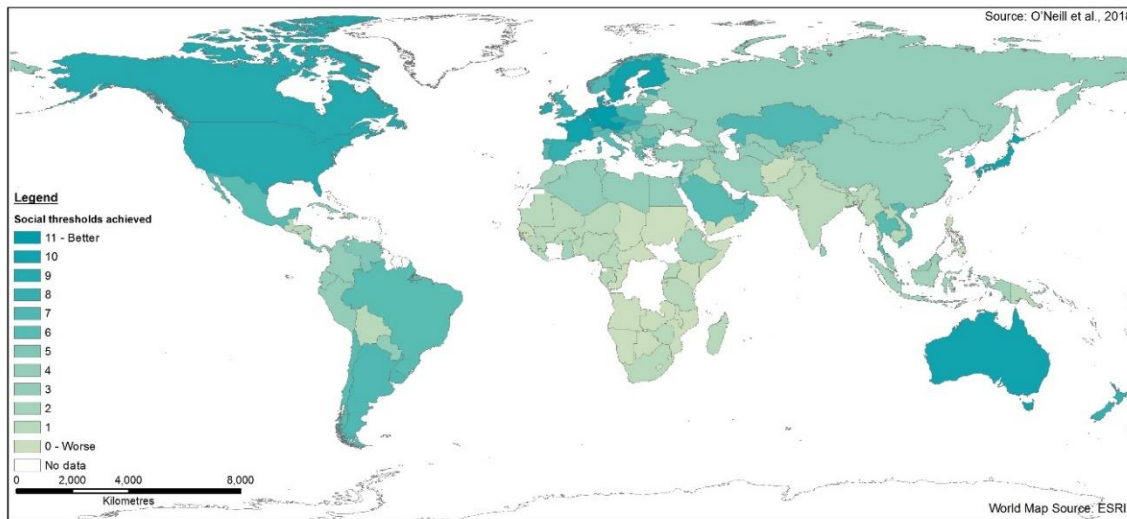 Source: O'Neill et al., 2018
Legend
Social thresholds achieved
11 - Better
10
9
8
7
6
5
4
3
2
1
0 - Worse
No data
0 2,000 4,000 8,000
Kilometres
World Map Source: ESRI